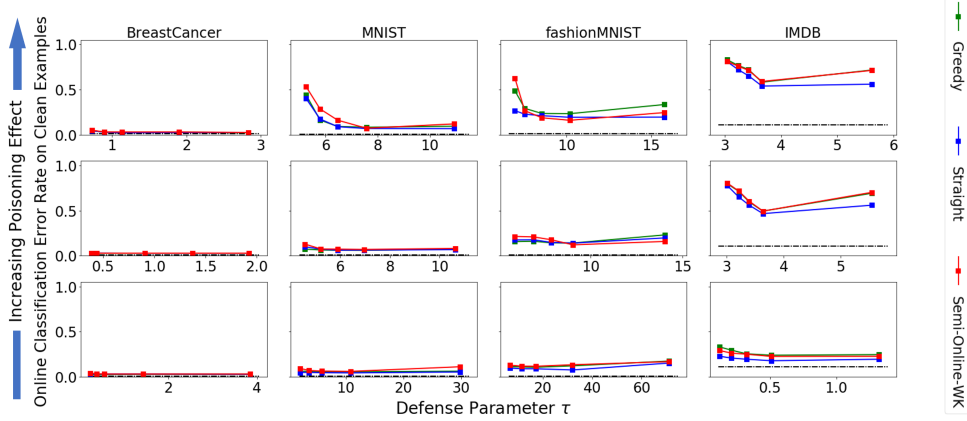 BreastCancer MNIST fashionMNIST IMDB
1.0 0.5 0.0
1 2 3 6 8 10 10 15 3 4 5 6
1.0 0.5 0.0
0.5 1.0 1.5 2.0 6 8 10 10 15 3 4 5
1.0 0.5 0.0
2 4 10 20 30 20 40 60 0.5 1.0
Defense Parameter τ
Increasing Poisoning Effect
Online Classification Error Rate on Clean Examples
Greedy
Straight
Semi-Online-WK